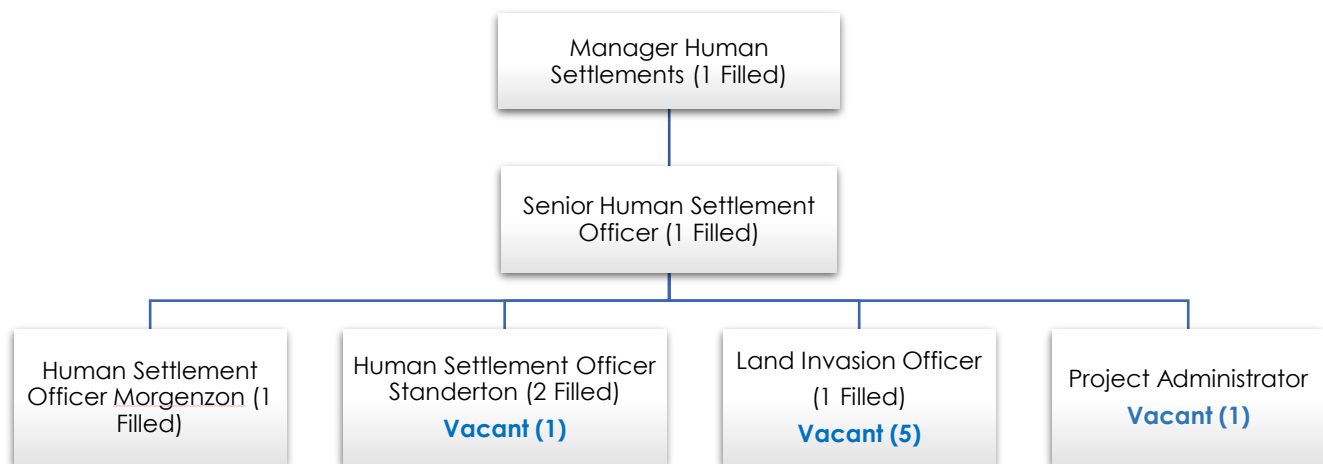 Manager Human
Settlements (1 Filled)
Senior Human Settlement
Officer (1 Filled)
Human Settlement
Officer Morgenzon (1
Filled)
Human Settlement Officer
Standerton (2 Filled)
Vacant (1)
Land Invasion Officer
(1 Filled)
Vacant (5)
Project Administrator
Vacant (1)